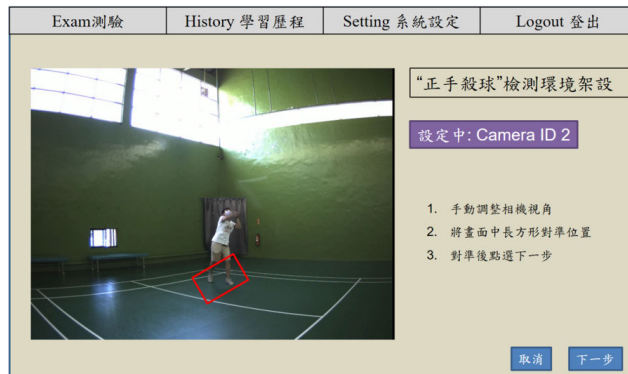 Exam測驗
History 學習歷程
Setting 系統設定
Logout 登出
“正手殺球”檢測環境架設
設定中: Camera ID 2
1. 手動調整相機視角
2. 將畫面中長方形對準位置
3. 對準後點選下一步
取消
下一步